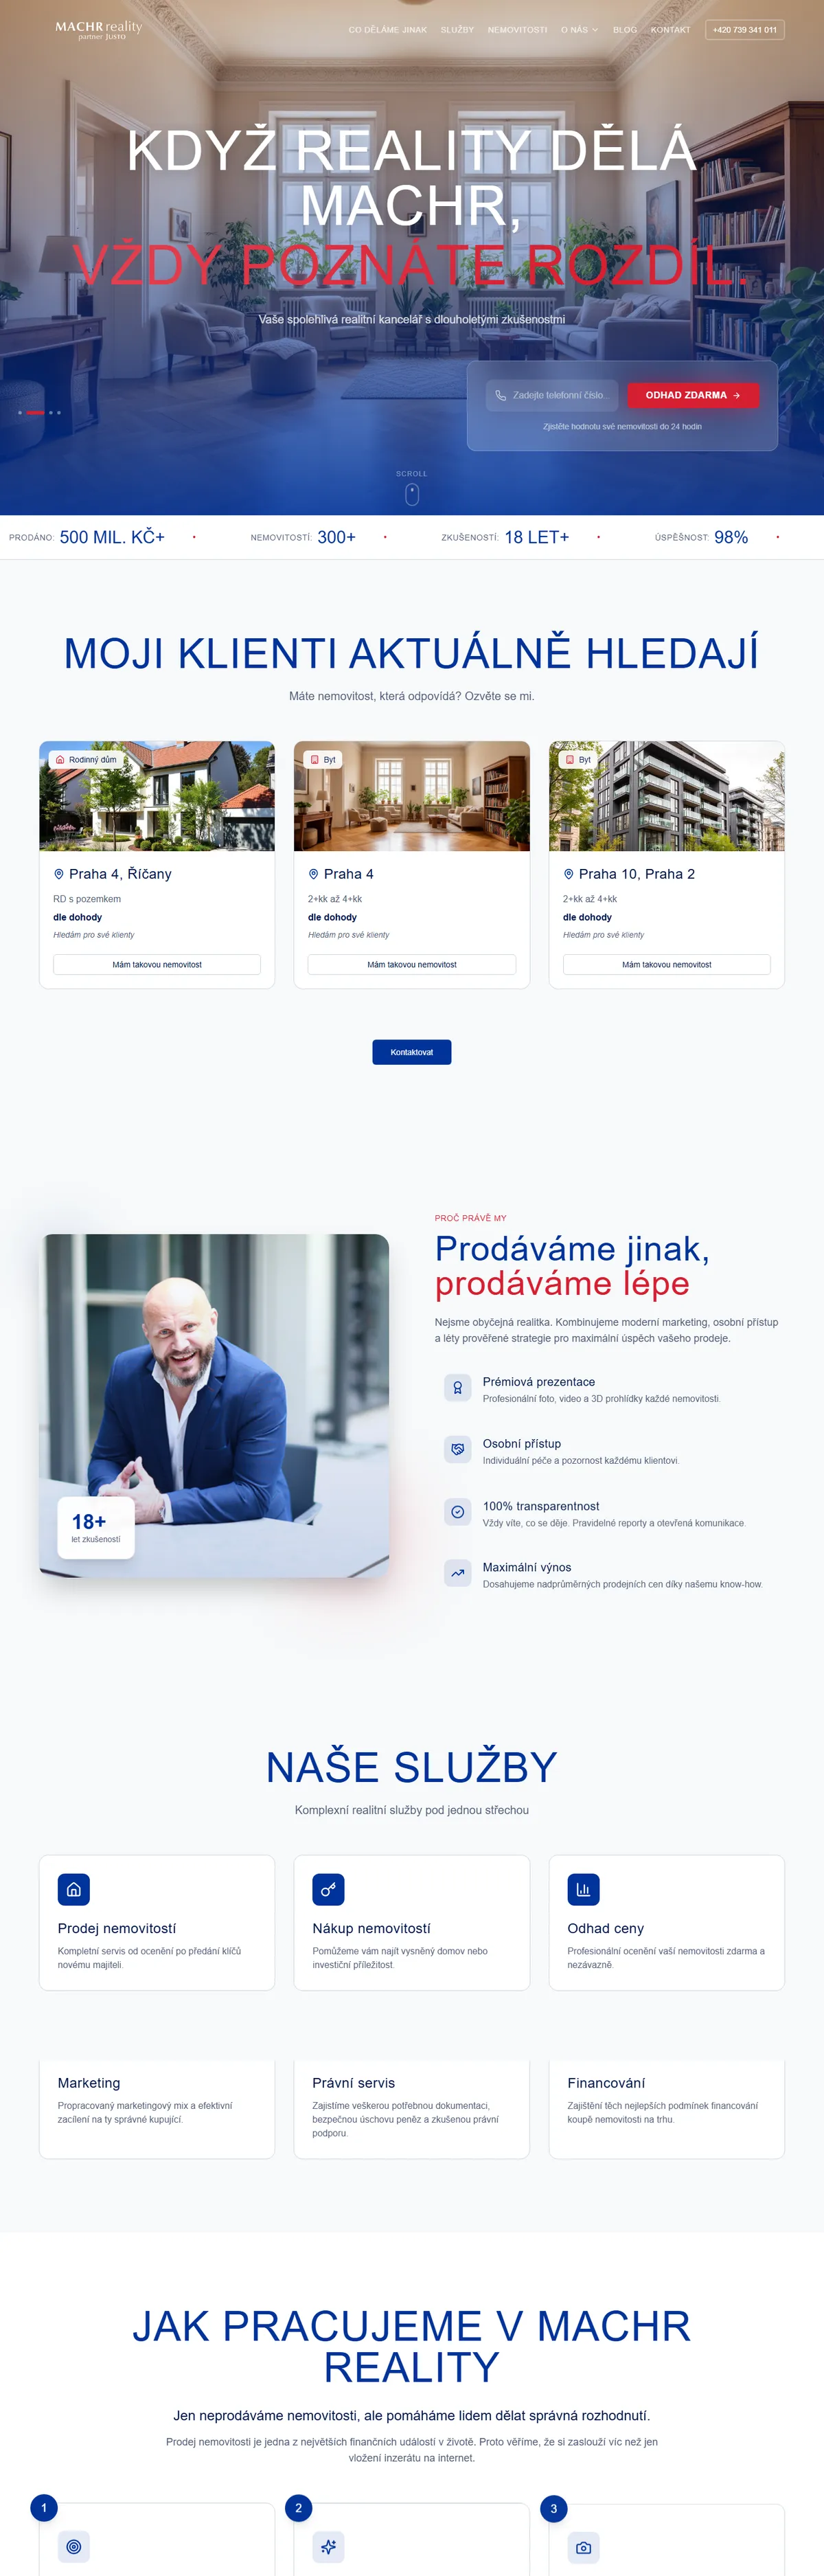 MACHR reality
partner JUSTO
CO DĚLÁME JINAK
SLUŽBY
NEMOVITOSTI
O NÁS
BLOG
KONTAKT
+420 739 341 011
KDYŽ REALITY DĚLÁ
MACHR,
VŽDY POZNÁTE ROZDÍL.
Vaše spolehlivá realitní kancelář s dlouholetými zkušenostmi
Zadejte telefonní číslo...
ODHAD ZDARMA
Zjistěte hodnotu své nemovitosti do 24 hodin
SCROLL
PRODÁNO: 500 MIL. KČ+
NEMOVITOSTÍ: 300+
ZKUŠENOSTÍ: 18 LET+
ÚSPĚŠNOST: 98%
MOJI KLIENTI AKTUÁLNĚ HLEDAJÍ
Máte nemovitost, která odpovídá? Ozvěte se mi.
Rodinný dům
Praha 4, Říčany
RD s pozemkem
dle dohody
Hledám pro své klienty
Mám takovou nemovitost
Byt
Praha 4
2+kk až 4+kk
dle dohody
Hledám pro své klienty
Mám takovou nemovitost
Byt
Praha 10, Praha 2
2+kk až 4+kk
dle dohody
Hledám pro své klienty
Mám takovou nemovitost
Kontaktovat
18+
let zkušeností
PROČ PRÁVĚ MY
Prodáváme jinak,
prodáváme lépe
Nejsme obyčejná realitka. Kombinujeme moderní marketing, osobní přístup
a léty prověřené strategie pro maximální úspěch vašeho prodeje.
Prémiová prezentace
Profesionální foto, video a 3D prohlídky každé nemovitosti.
Osobní přístup
Individuální péče a pozornost každému klientovi.
100% transparentnost
Vždy víte, co se děje. Pravidelné reporty a otevřená komunikace.
Maximální výnos
Dosahujeme nadprůměrných prodejních cen díky našemu know-how.
NAŠE SLUŽBY
Komplexní realitní služby pod jednou střechou
Prodej nemovitostí
Kompletní servis od ocenění po předání klíčů
novému majiteli.
Nákup nemovitostí
Pomůžeme vám najít vysněný domov nebo
investiční příležitost.
Odhad ceny
Profesionální ocenění vaší nemovitosti zdarma a
nezávazně.
Marketing
Propracovaný marketingový mix a efektivní
zacílení na ty správné kupující.
Právní servis
Zajistíme veškerou potřebnou dokumentaci,
bezpečnou úschovu peněz a zkušenou právní
podporu.
Financování
Zajištění těch nejlepších podmínek financování
koupě nemovitosti na trhu.
JAK PRACUJEME V MACHR
REALITY
Jen neprodáváme nemovitosti, ale pomáháme lidem dělat správná rozhodnutí.
Prodej nemovitosti je jedna z největších finančních událostí v životě. Proto věříme, že si zaslouží víc než jen
vložení inzerátu na internet.
1
2
3